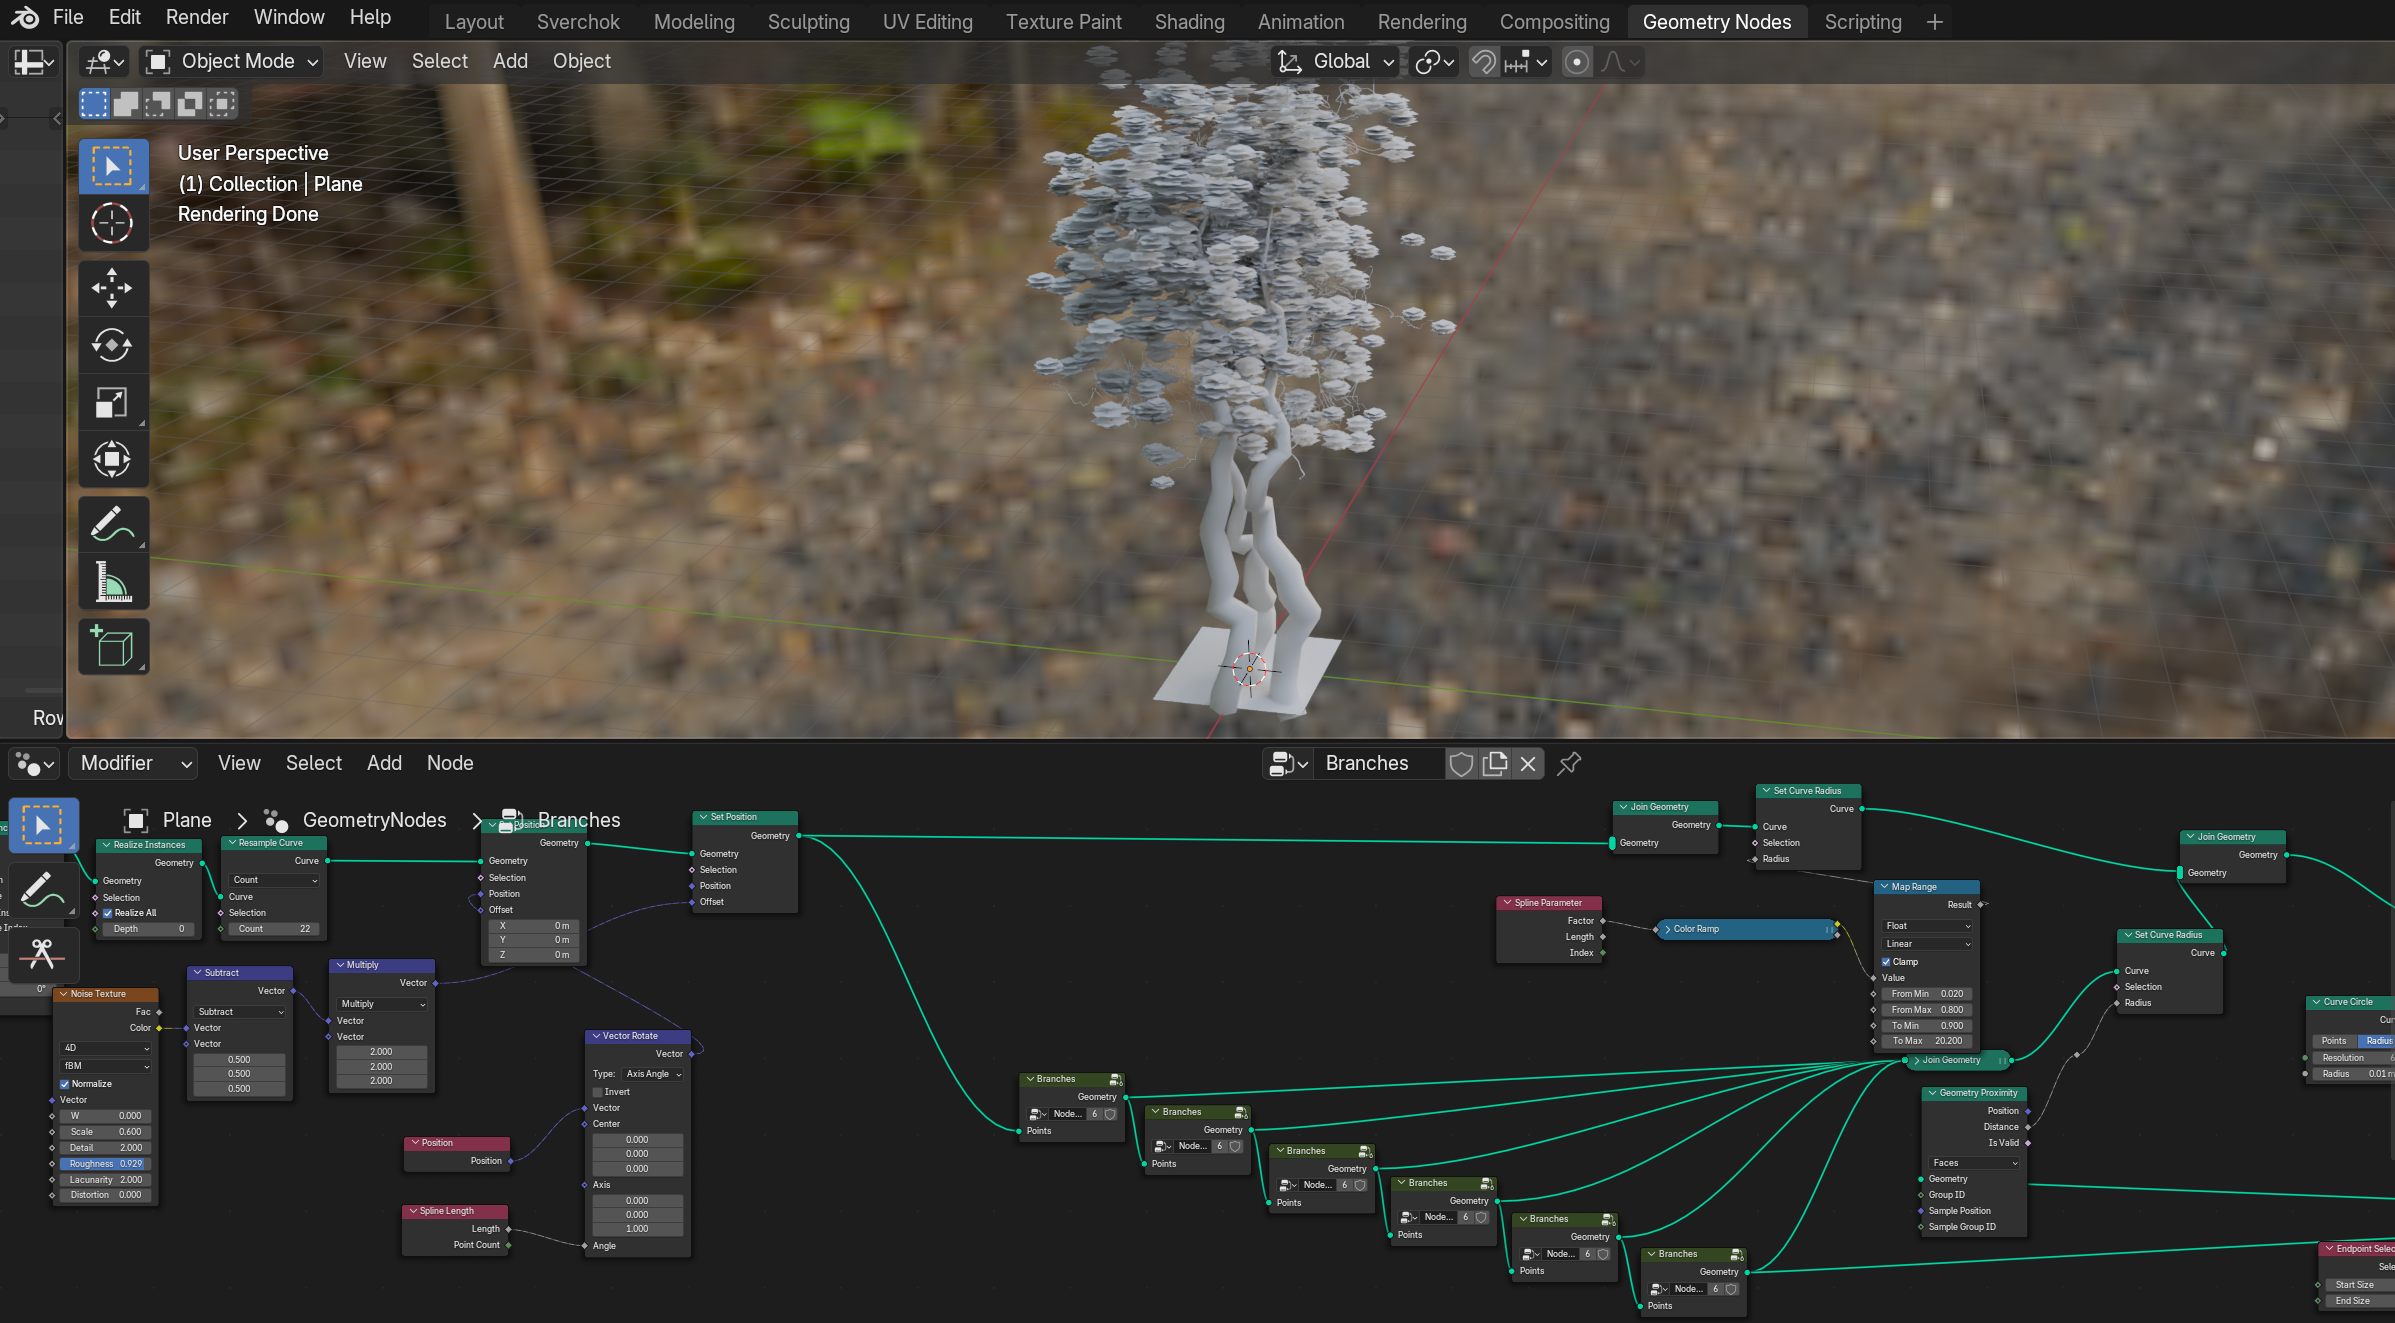 File Edit Render Window Help
Layout Sverchok Modeling Sculpting UV Editing Texture Paint Shading Animation Rendering Compositing Geometry Nodes Scripting +
Object Mode View Select Add Object Global
User Perspective
(1) Collection | Plane
Rendering Done
Modifier View Select Add Node Branches
Plane > GeometryNodes > Branches
Realize Instances
Geometry
Geometry
Selection
Realize All
Depth 0
Resample Curve
Curve
Count
Curve
Selection
Count 22
Position
Geometry
Geometry
Selection
Position
Offset
X 0 m
Y 0 m
Z 0 m
Set Position
Geometry
Geometry
Selection
Position
Offset
0°
Noise Texture
Fac
Color
4D
fBM
Normalize
Vector
W 0.000
Scale 0.600
Detail 2.000
Roughness 0.929
Lacunarity 2.000
Distortion 0.000
Subtract
Vector
Subtract
Vector
Vector
0.500
0.500
0.500
Multiply
Vector
Multiply
Vector
Vector
2.000
2.000
2.000
Vector Rotate
Vector
Type: Axis Angle
Invert
Vector
Center
0.000
0.000
0.000
Axis
0.000
0.000
1.000
Angle
Position
Position
Spline Length
Length
Point Count
Branches
Geometry
Node... 6
Points
Branches
Geometry
Node... 6
Points
Branches
Geometry
Node... 6
Points
Branches
Geometry
Node... 6
Points
Branches
Geometry
Node... 6
Points
Branches
Geometry
Node... 6
Points
Join Geometry
Geometry
Geometry
Set Curve Radius
Curve
Curve
Selection
Radius
Spline Parameter
Factor
Length
Index
Color Ramp
Map Range
Result
Float
Linear
Clamp
Value
From Min 0.020
From Max 0.800
To Min 0.900
To Max 20.200
Join Geometry
Geometry Proximity
Position
Distance
Is Valid
Faces
Geometry
Group ID
Sample Position
Sample Group ID
Set Curve Radius
Curve
Curve
Selection
Radius
Join Geometry
Geometry
Geometry
Curve Circle
Cur
Points Radius
Resolution
Radius 0.01 m
Endpoint Selec
Sele
Start Size
End Size